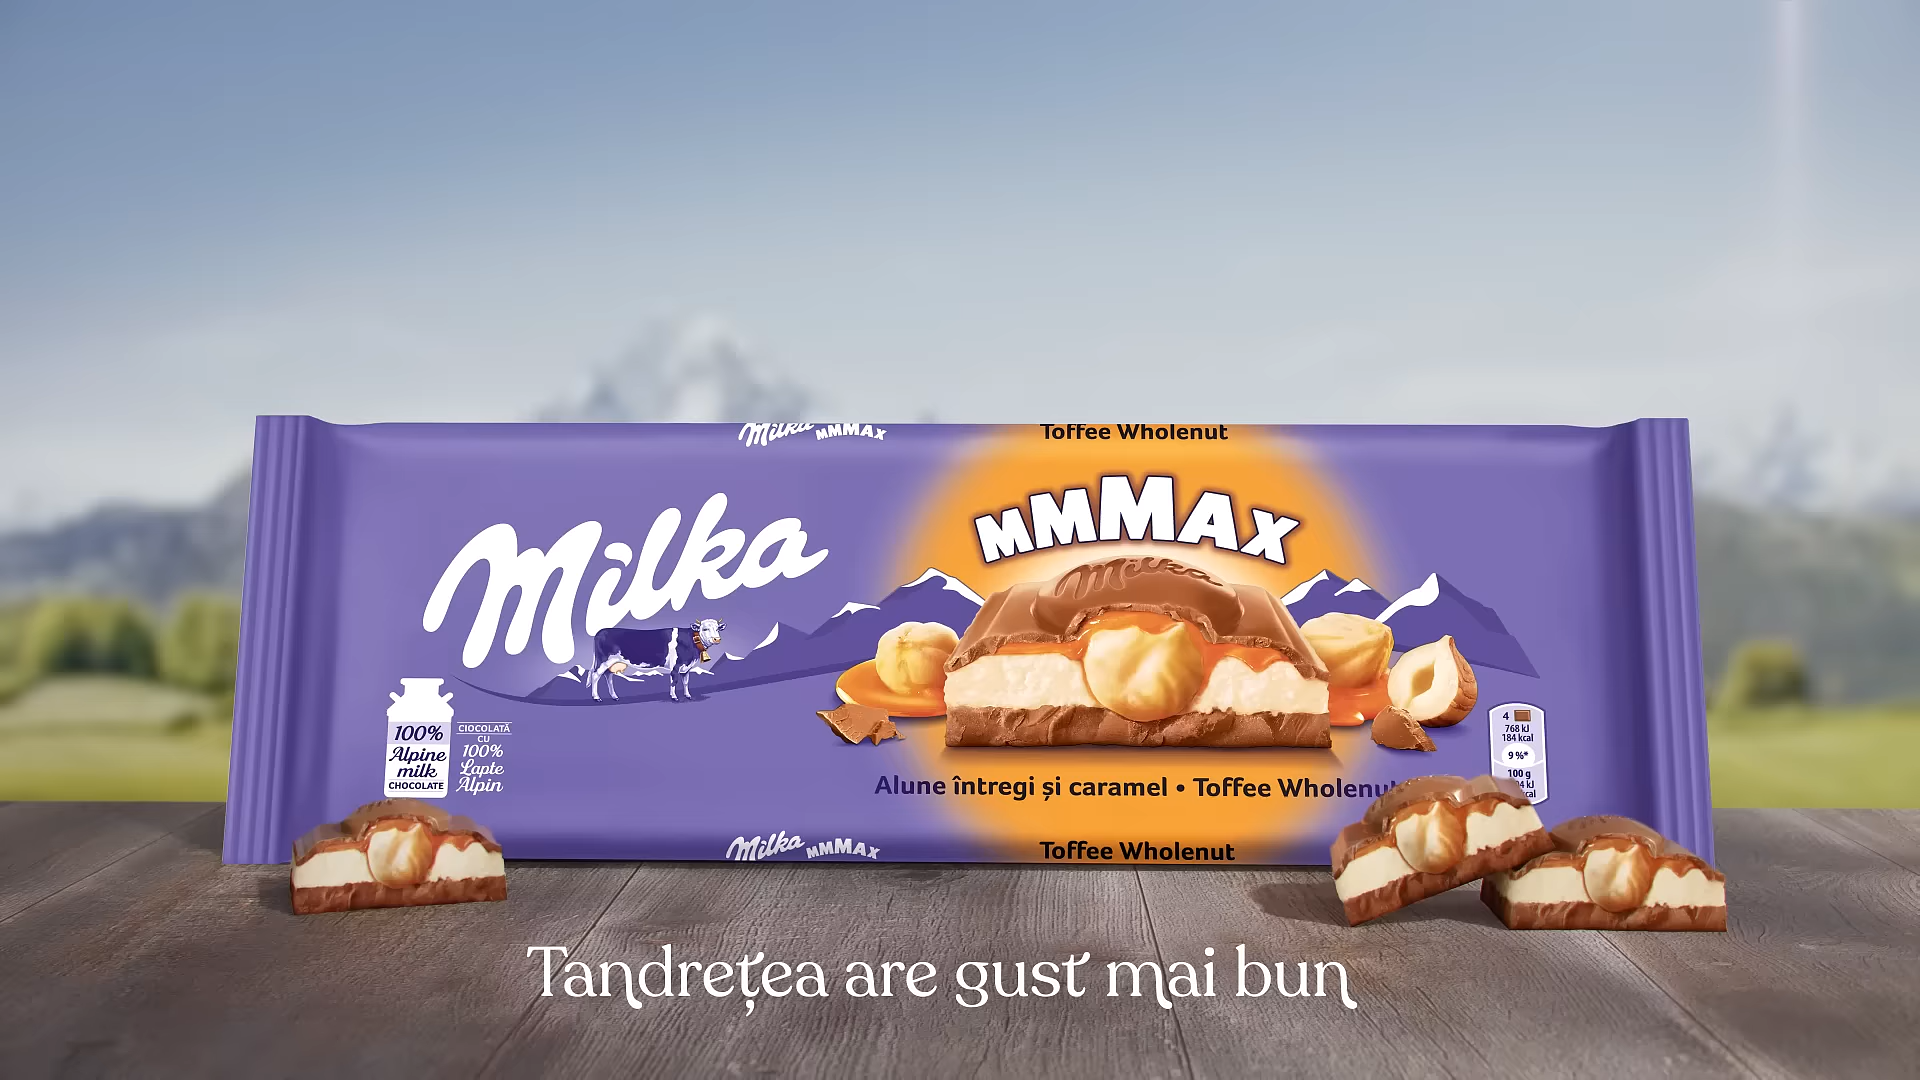 Milka MMMAX
Toffee Wholenut
Milka
MMMAX
Milka
100%
Alpine
milk
CHOCOLATE
CIOCOLATĂ
CU
100%
Lapte
Alpin
4
768 kJ
184 kcal
9 %*
100 g
Alune întregi și caramel • Toffee Wholenut
Milka MMMAX
Toffee Wholenut
Tandrețea are gust mai bun